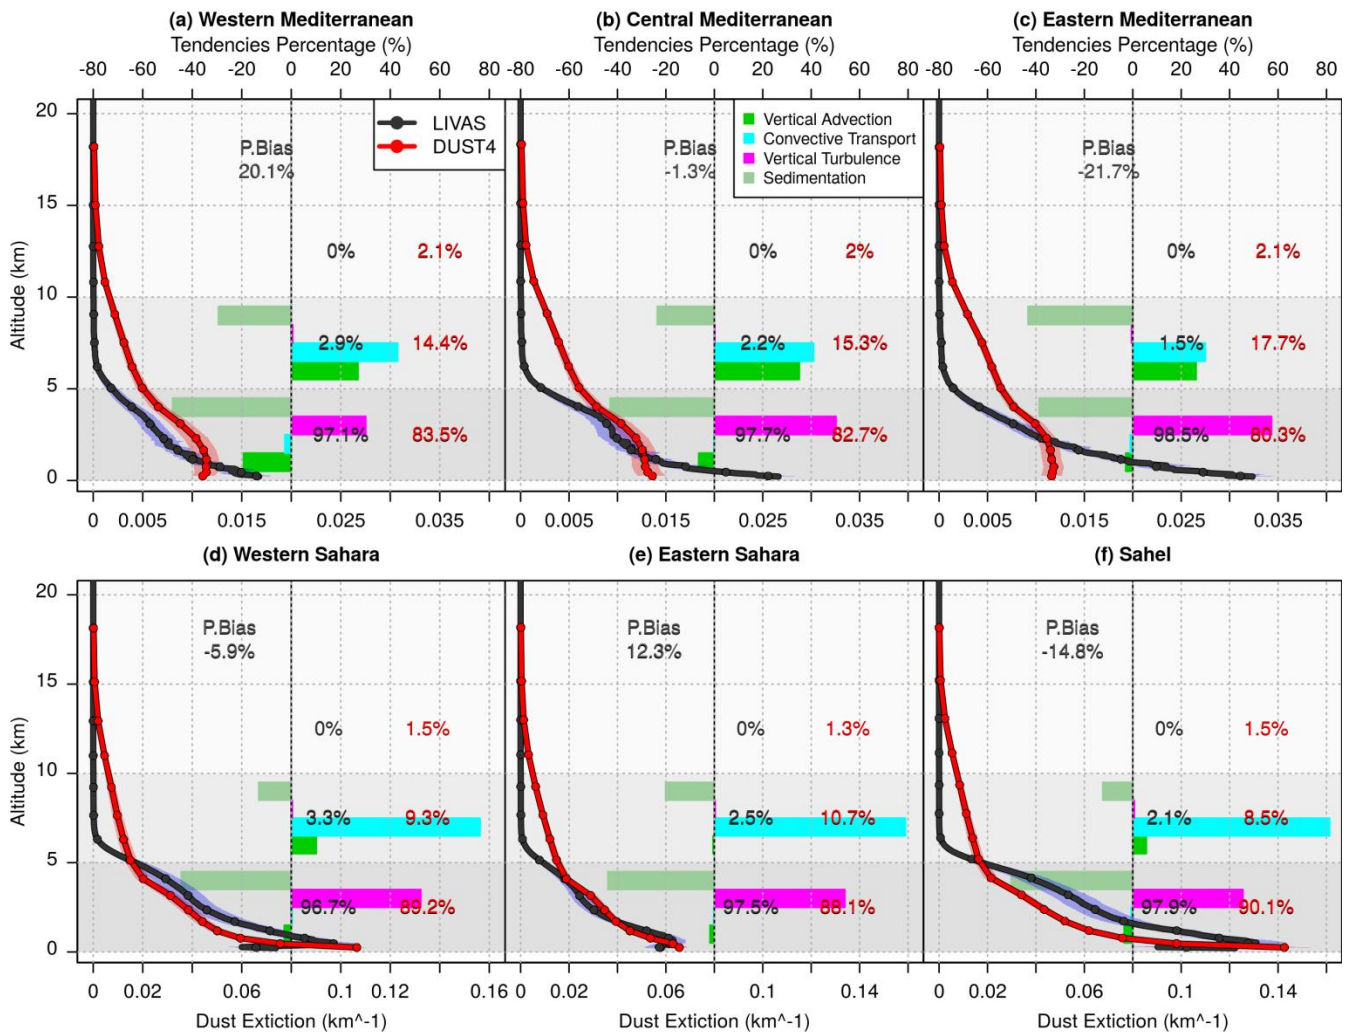 (a) Western Mediterranean (b) Central Mediterranean (c) Eastern Mediterranean
Tendencies Percentage (%) Tendencies Percentage (%) Tendencies Percentage (%)
-80 -60 -40 -20 0 20 40 60 80 -80 -60 -40 -20 0 20 40 60 80 -80 -60 -40 -20 0 20 40 60 80
Altitude (km)
20
15
10
5
0
LIVAS
DUST4
Vertical Advection
Convective Transport
Vertical Turbulence
Sedimentation
P.Bias
20.1%
P.Bias
-1.3%
P.Bias
-21.7%
0% 2.1% 0% 2% 0% 2.1%
2.9% 14.4% 2.2% 15.3% 1.5% 17.7%
97.1% 83.5% 97.7% 82.7% 98.5% 80.3%
0 0.005 0.015 0.025 0.035 0 0.005 0.015 0.025 0.035 0 0.005 0.015 0.025 0.035
(d) Western Sahara (e) Eastern Sahara (f) Sahel
Altitude (km)
20
15
10
5
0
P.Bias
-5.9%
P.Bias
12.3%
P.Bias
-14.8%
0% 1.5% 0% 1.3% 0% 1.5%
3.3% 9.3% 2.5% 10.7% 2.1% 8.5%
96.7% 89.2% 97.5% 88.1% 97.9% 90.1%
0 0.02 0.06 0.1 0.12 0.16 0 0.02 0.06 0.1 0.14 0 0.02 0.06 0.1 0.14
Dust Extiction (km^-1) Dust Extiction (km^-1) Dust Extiction (km^-1)